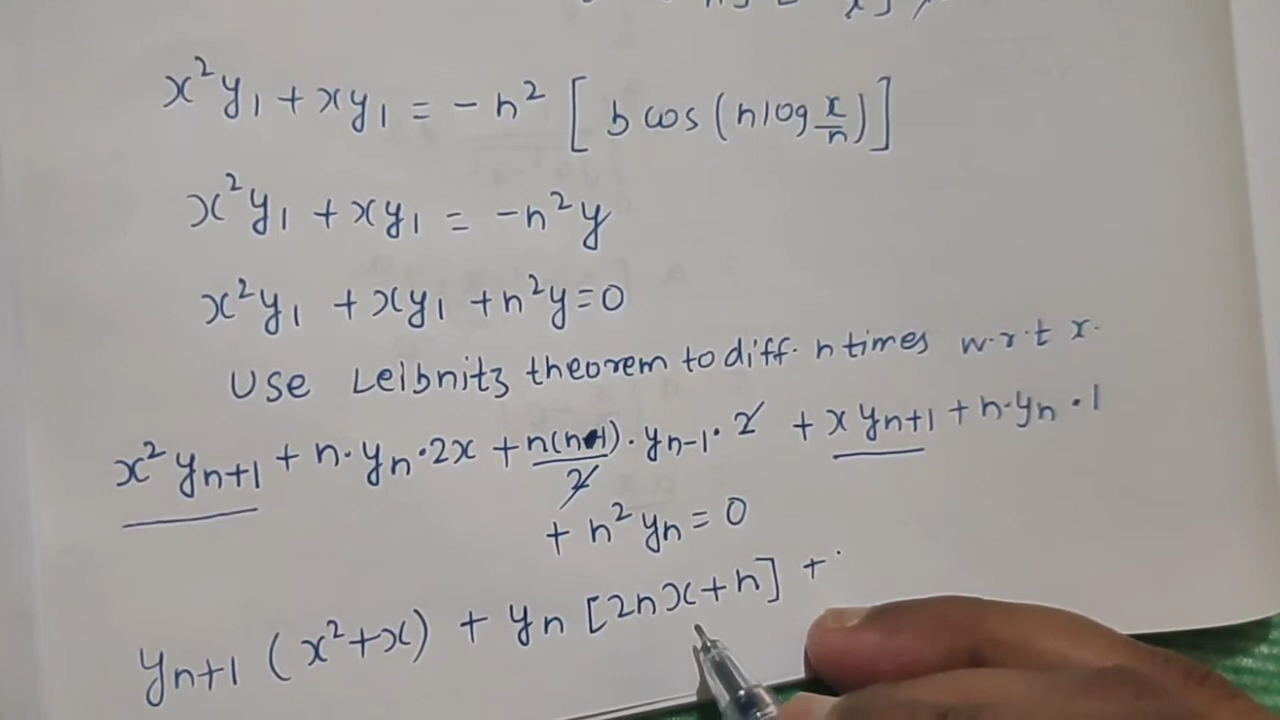 x²y₁ + xy₁ = -n² [b cos (n log x/n)]
x²y₁ + xy₁ = -n²y
x²y₁ + xy₁ + n²y = 0
Use Leibnitz theorem to diff. n times w.r.t x.
x²yₙ₊₁ + n·yₙ·2x + n(n-1)/2 · yₙ₋₁·2 + x yₙ₊₁ + n·yₙ·1
+ n²yₙ = 0
yₙ₊₁ (x²+x) + yₙ [2nx+n] +